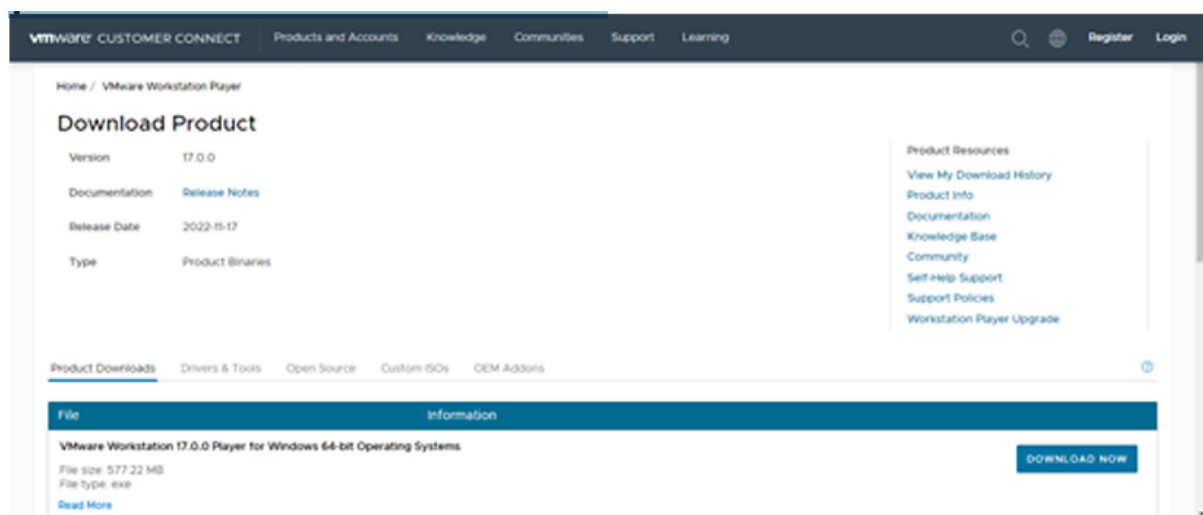 vmware CUSTOMER CONNECT Products and Accounts Knowledge Communities Support Learning Register Login
Home / VMware Workstation Player
Download Product
Version 17.0.0
Documentation Release Notes
Release Date 2022-11-17
Type Product Binaries
Product Resources
View My Download History
Product Info
Documentation
Knowledge Base
Community
Self-Help Support
Support Policies
Workstation Player Upgrade
Product Downloads Drivers & Tools Open Source Custom ISOs OEM Addons
File Information
VMware Workstation 17.0.0 Player for Windows 64-bit Operating Systems
File size: 577.22 MB
File type: exe
Read More
DOWNLOAD NOW